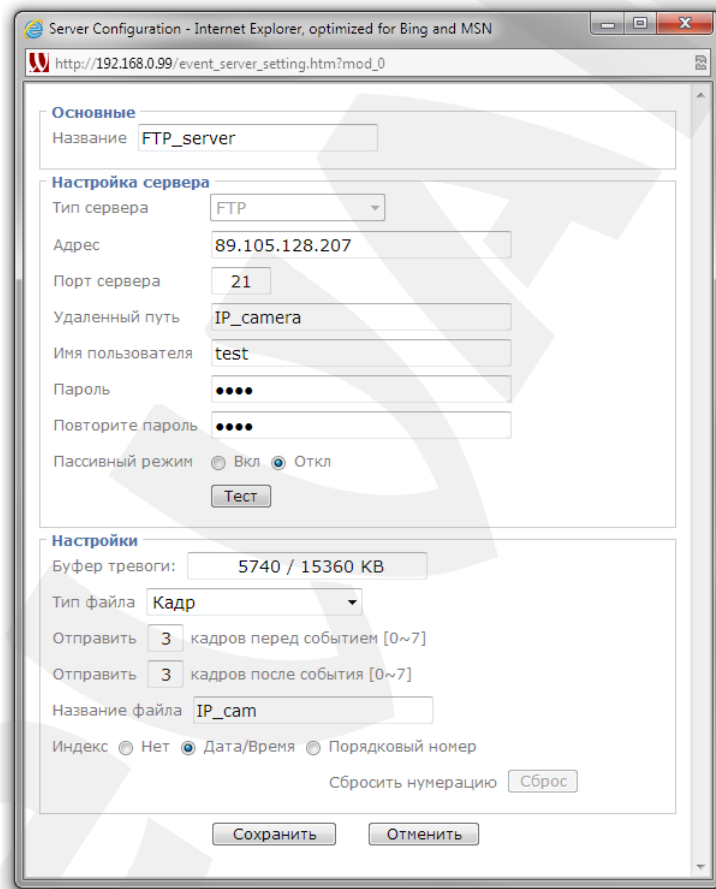 Server Configuration - Internet Explorer, optimized for Bing and MSN
http://192.168.0.99/event_server_setting.htm?mod_0
Основные
Название FTP_server
Настройка сервера
Тип сервера FTP
Адрес 89.105.128.207
Порт сервера 21
Удаленный путь IP_camera
Имя пользователя test
Пароль ••••
Повторите пароль ••••
Пассивный режим Вкл Откл
Тест
Настройки
Буфер тревоги: 5740 / 15360 KB
Тип файла Кадр
Отправить 3 кадров перед событием [0~7]
Отправить 3 кадров после события [0~7]
Название файла IP_cam
Индекс Нет Дата/Время Порядковый номер
Сбросить нумерацию Сброс
Сохранить Отменить